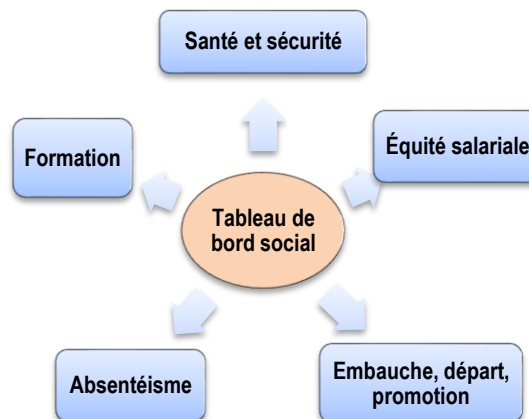 Santé et sécurité
Formation
Équité salariale
Tableau de
bord social
Absentéisme
Embauche, départ,
promotion